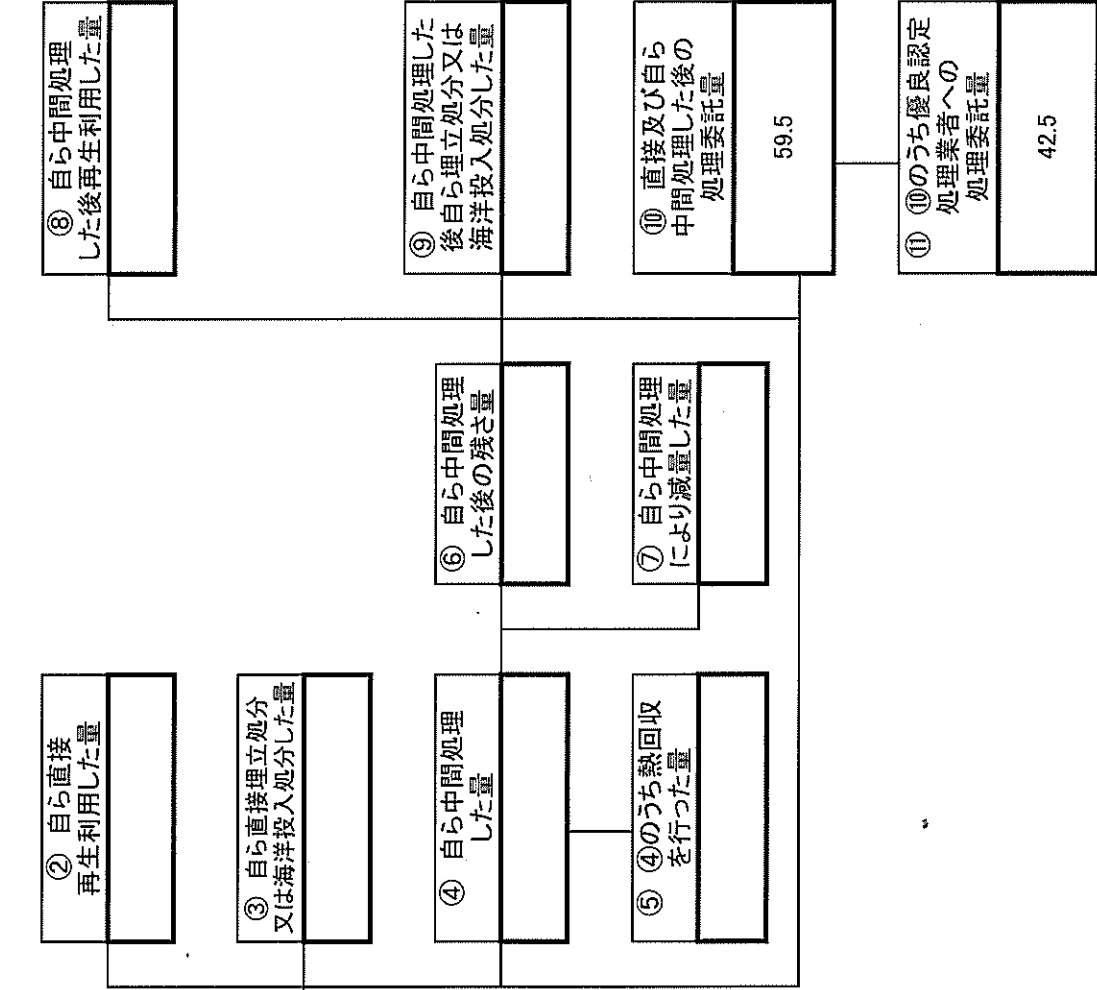 ② 自ら直接
再生利用した量
③ 自ら直接埋立処分
又は海洋投入処分した量
④ 自ら中間処理
した量
⑤ ④のうち熱回収
を行った量
⑥ 自ら中間処理
した後の残さ量
⑦ 自ら中間処理
により減量した量
⑧ 自ら中間処理
した後再生利用した量
⑨ 自ら中間処理した
後自ら埋立処分又は
海洋投入処分した量
⑩ 直接及び自ら
中間処理した後の
処理委託量
59.5
⑪ ⑩のうち優良認定
処理業者への
処理委託量
42.5